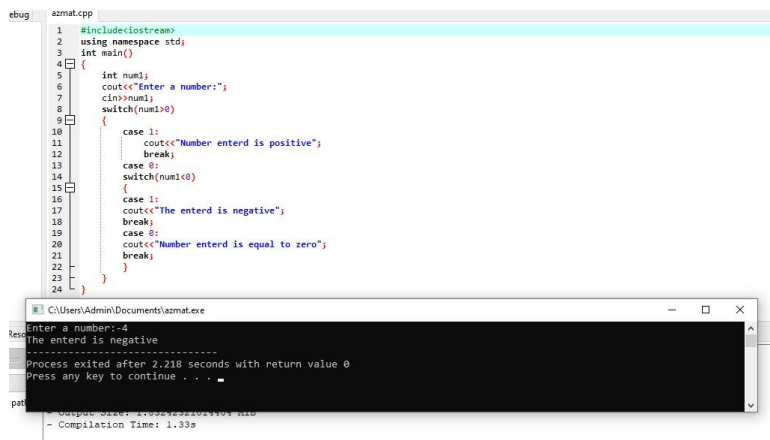 ebug azmat.cpp
1 #include<iostream>
2 using namespace std;
3 int main()
4 {
5 int num1;
6 cout<<"Enter a number:";
7 cin>>num1;
8 switch(num1>0)
9 {
10 case 1:
11 cout<<"Number enterd is positive";
12 break;
13 case 0:
14 switch(num1<0)
15 {
16 case 1:
17 cout<<"The enterd is negative";
18 break;
19 case 0:
20 cout<<"Number enterd is equal to zero";
21 break;
22 }
23 }
24 }
C:\Users\Admin\Documents\azmat.exe
Reso
Enter a number:-4
The enterd is negative
--------------------------------
Process exited after 2.218 seconds with return value 0
Press any key to continue . . .
pat
- Output Size:
- Compilation Time: 1.33s